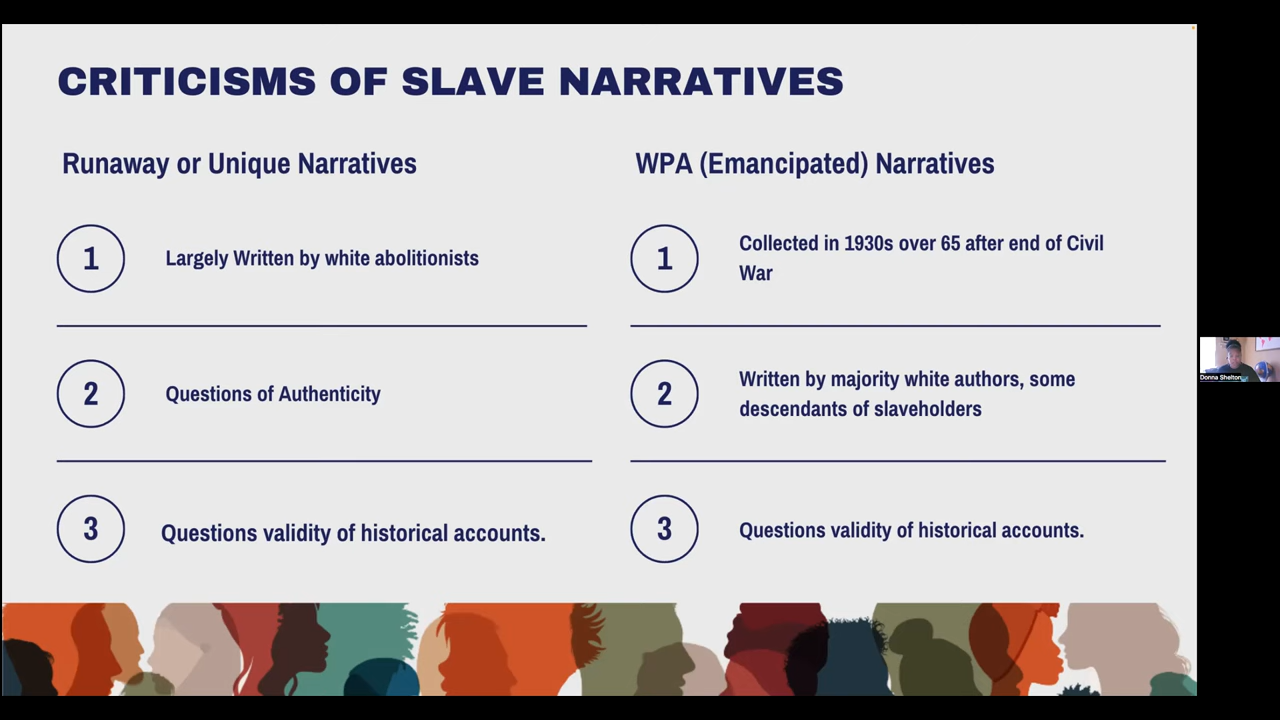 CRITICISMS OF SLAVE NARRATIVES
Runaway or Unique Narratives
1
Largely Written by white abolitionists
2
Questions of Authenticity
3
Questions validity of historical accounts.
WPA (Emancipated) Narratives
1
Collected in 1930s over 65 after end of Civil
War
2
Written by majority white authors, some
descendants of slaveholders
3
Questions validity of historical accounts.
Donna Shelton